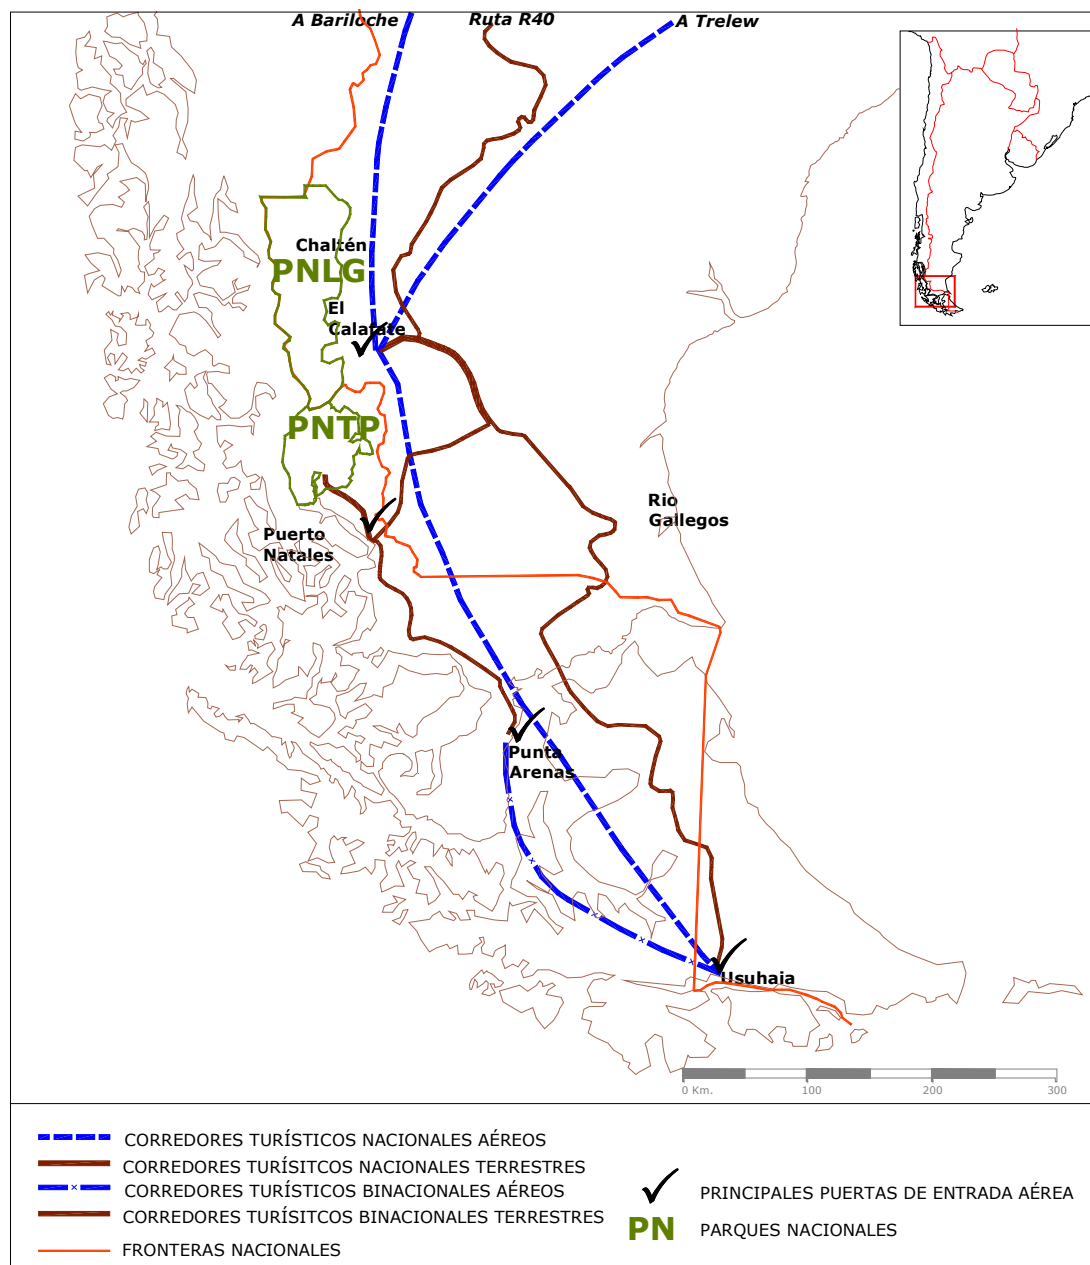 A Bariloche
Ruta R40
A Trelew
Chaltén
PNLG
El
Calafate
PNTP
Rio
Gallegos
Puerto
Natales
Punta
Arenas
Usuhaia
0 Km.
100
200
300
CORREDORES TURÍSTICOS NACIONALES AÉREOS
CORREDORES TURÍSITCOS NACIONALES TERRESTRES
CORREDORES TURÍSTICOS BINACIONALES AÉREOS
CORREDORES TURÍSITCOS BINACIONALES TERRESTRES
FRONTERAS NACIONALES
PRINCIPALES PUERTAS DE ENTRADA AÉREA
PN PARQUES NACIONALES